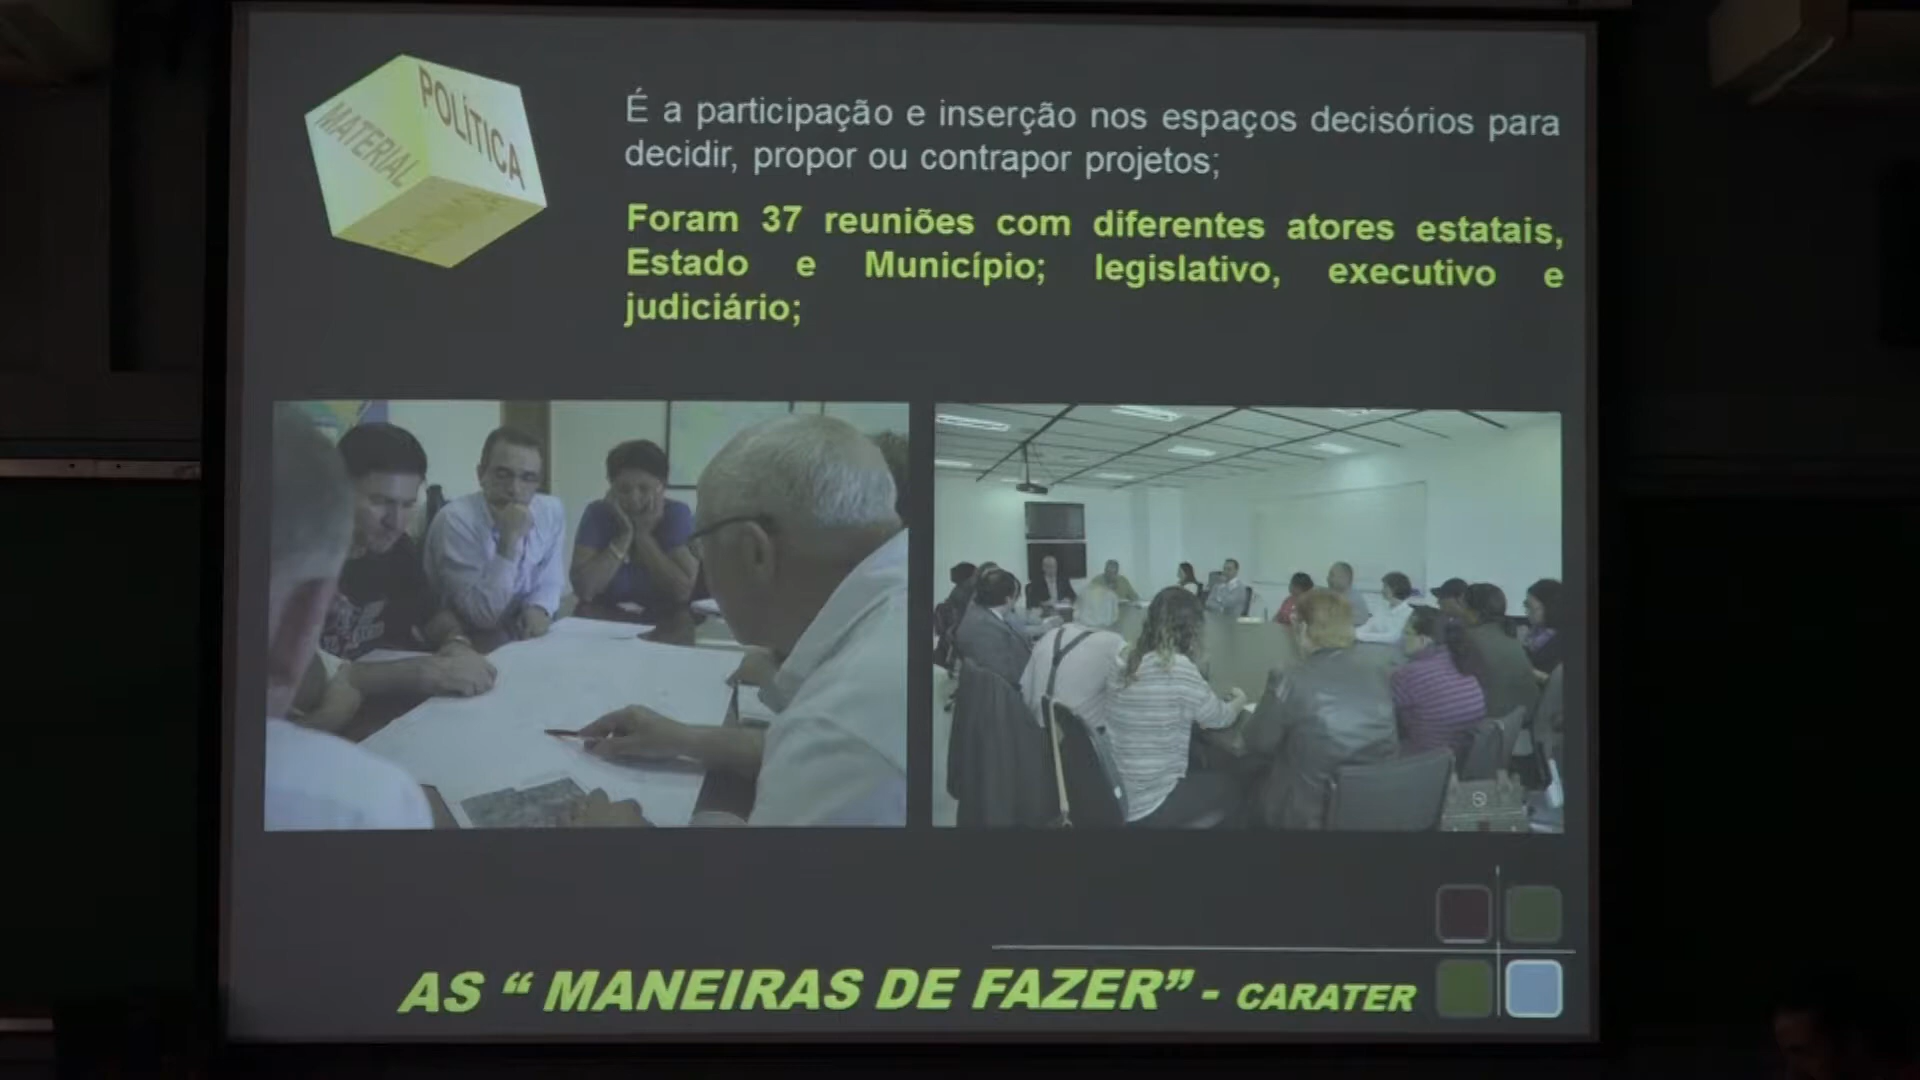 POLÍTICA
MATERIAL
É a participação e inserção nos espaços decisórios para
decidir, propor ou contrapor projetos;
Foram 37 reuniões com diferentes atores estatais,
Estado e Município; legislativo, executivo e
judiciário;
AS “ MANEIRAS DE FAZER” - CARATER